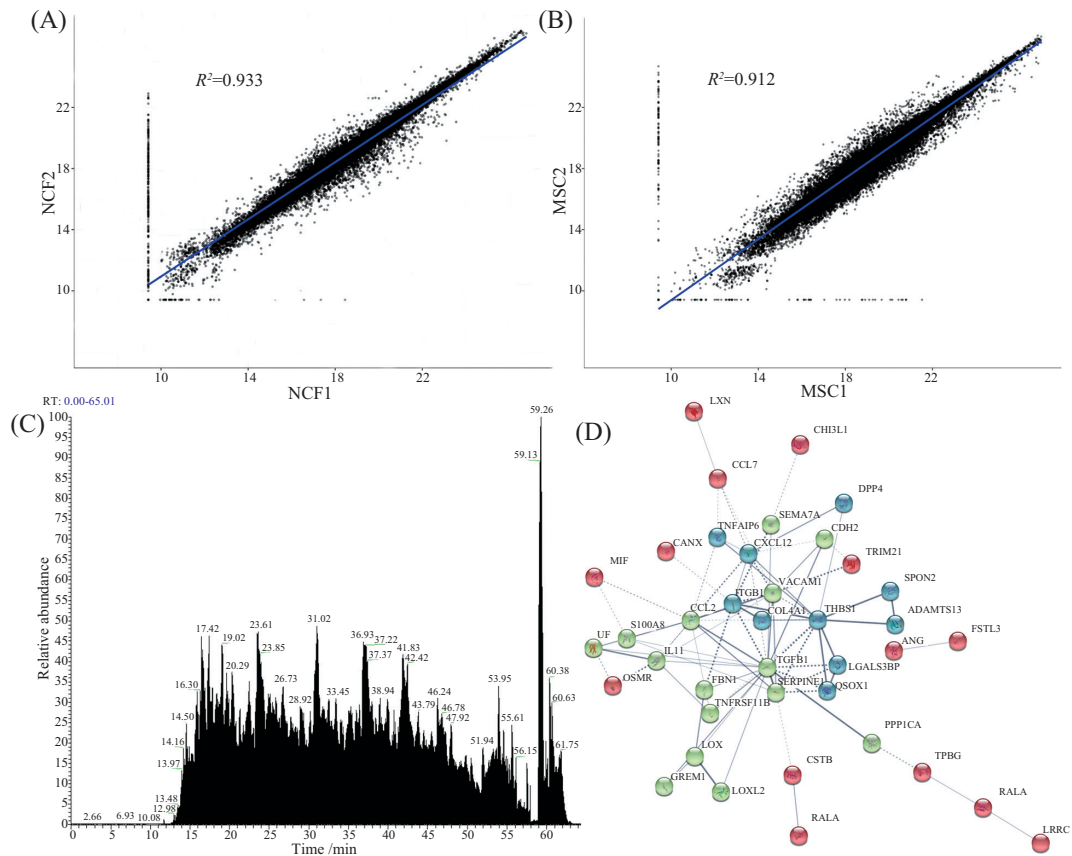 (A)
R²=0.933
22
18
14
10
NCF2
10
14
18
22
NCF1
(B)
R²=0.912
22
18
14
10
MSC2
10
14
18
22
MSC1
RT: 0.00-65.01
(C)
100
95
90
85
80
75
70
65
60
55
50
45
40
35
30
25
20
15
10
5
0
Relative abundance
59.26
59.13
17.42
19.02
23.61
31.02
36.93
37.22
23.85
37.37
41.83
42.42
20.29
16.30
26.73
28.92
33.45
38.94
43.79
46.24
46.78
47.92
53.95
60.38
60.63
14.50
14.16
13.97
13.48
12.98
51.94
55.61
56.15
61.75
2.66
6.93
10.08
0
5
10
15
20
25
30
35
40
45
50
55
60
Time /min
(D)
LXN
CHI3L1
CCL7
DPP4
SEMA7A
TNFAIP6
CDH2
CXCL12
CANX
TRIM21
MIF
VACAM1
SPON2
ITGB1
CCL2
COL4A1
THBS1
ADAMTS13
S100A8
UF
ANG
FSTL3
IL11
TGFB1
LGALS3BP
OSMR
FBN1
SERPINE1
QSOX1
TNFRSF11B
PPP1CA
LOX
TPBG
CSTB
GREM1
LOXL2
RALA
RALA
LRRC